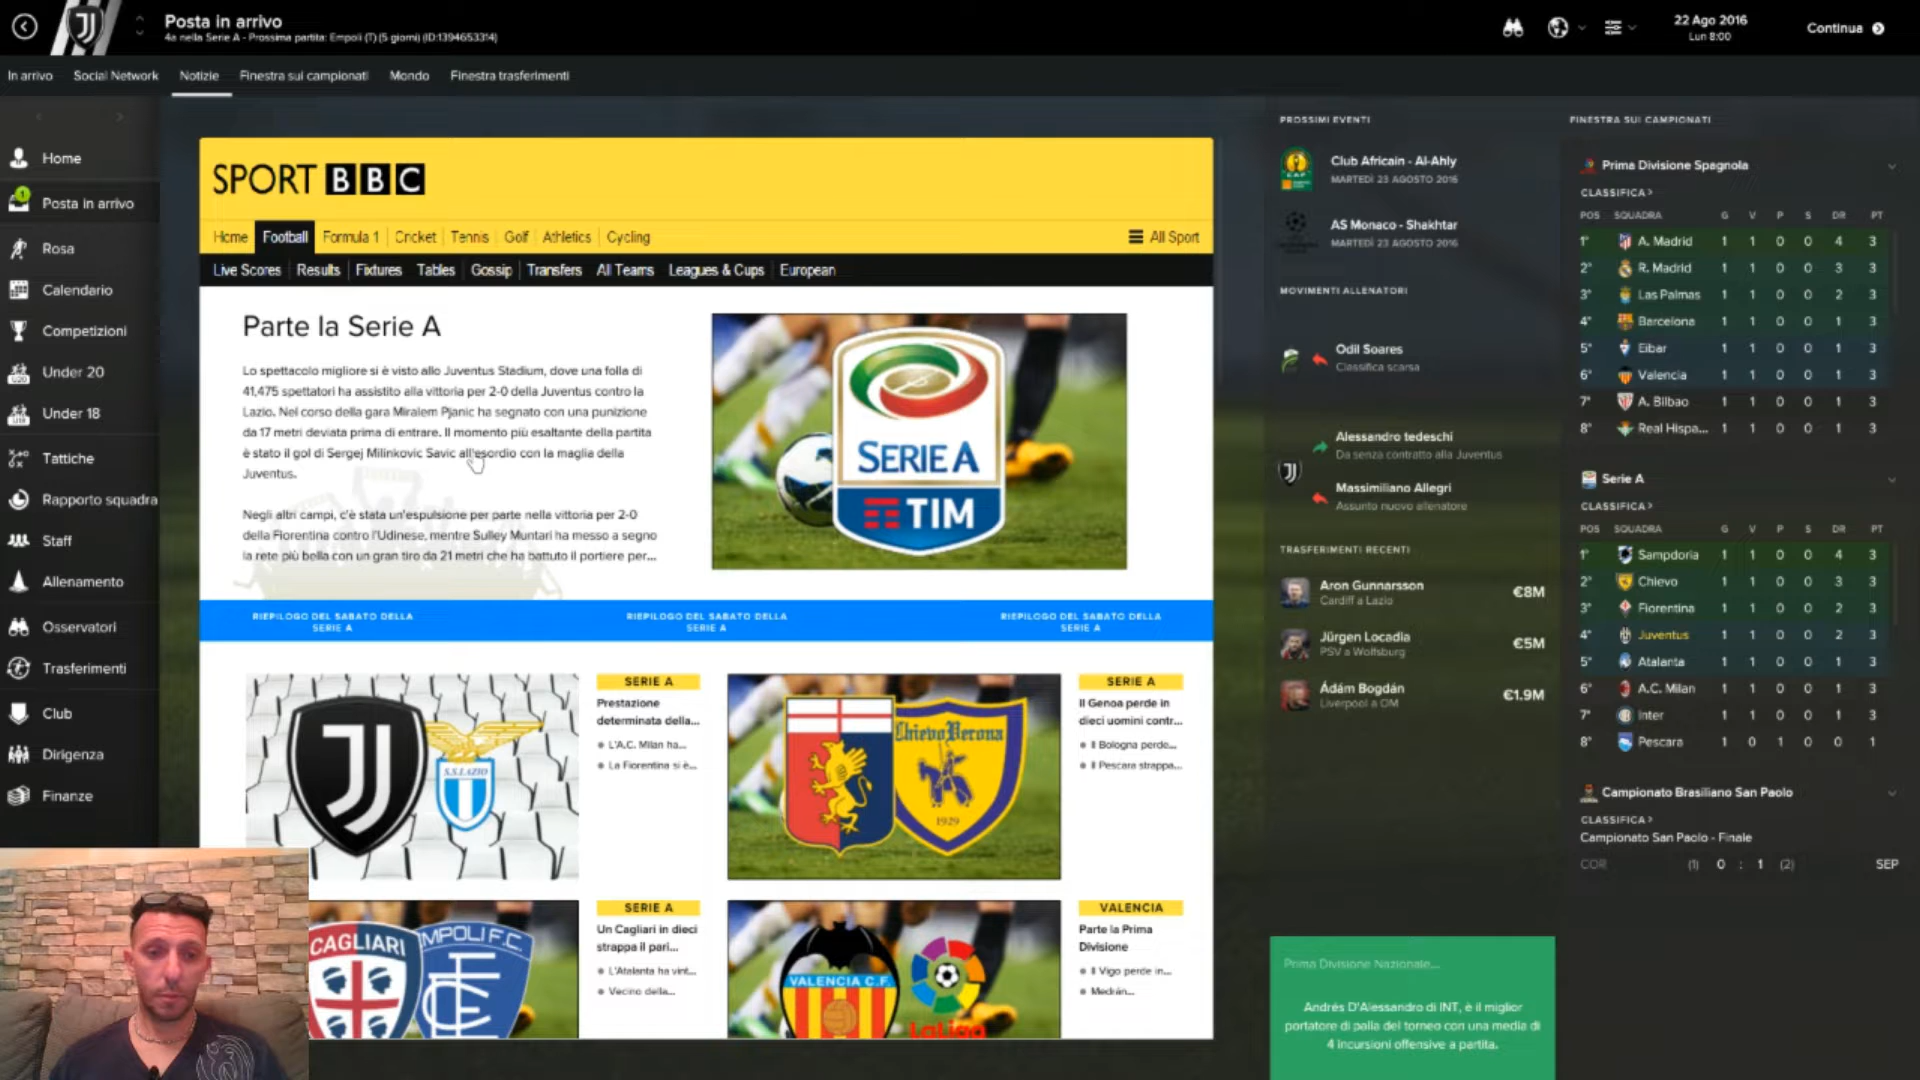 Posta in arrivo
4a nella Serie A - Prossima partita: Empoli (T) (5 giorni) (ID:1394653314)
22 Ago 2016
Lun 8:00
Continua
In arrivo
Social Network
Notizie
Finestra sui campionati
Mondo
Finestra trasferimenti
Home
1
Posta in arrivo
Rosa
Calendario
Competizioni
Under 20
Under 18
Tattiche
Rapporto squadra
Staff
Allenamento
Osservatori
Trasferimenti
Club
Dirigenza
Finanze
SPORT BBC
Home
Football
Formula 1
Cricket
Tennis
Golf
Athletics
Cycling
All Sport
Live Scores
Results
Fixtures
Tables
Gossip
Transfers
All Teams
Leagues & Cups
European
Parte la Serie A
Lo spettacolo migliore si è visto allo Juventus Stadium, dove una folla di
41,475 spettatori ha assistito alla vittoria per 2-0 della Juventus contro la
Lazio. Nel corso della gara Miralem Pjanic ha segnato con una punizione
da 17 metri deviata prima di entrare. Il momento più esaltante della partita
è stato il gol di Sergej Milinkovic Savic all'esordio con la maglia della
Juventus.
Negli altri campi, c'è stata un'espulsione per parte nella vittoria per 2-0
della Fiorentina contro l'Udinese, mentre Sulley Muntari ha messo a segno
la rete più bella con un gran tiro da 21 metri che ha battuto il portiere per...
SERIE A
TIM
RIEPILOGO DEL SABATO DELLA
SERIE A
RIEPILOGO DEL SABATO DELLA
SERIE A
RIEPILOGO DEL SABATO DELLA
SERIE A
S.S.LAZIO
SERIE A
Prestazione
determinata della...
L'A.C. Milan ha...
La Fiorentina si è...
ChievoVerona
1929
SERIE A
Il Genoa perde in
dieci uomini contr...
Il Bologna perde...
Il Pescara strappa...
CAGLIARI
MPOLI F.C.
SERIE A
Un Cagliari in dieci
strappa il pari...
L'Atalanta ha vint...
Vecino della...
VALENCIA C.F.
LaLiga
VALENCIA
Parte la Prima
Divisione
Il Vigo perde in...
Medrán...
PROSSIMI EVENTI
Club Africain - Al-Ahly
MARTEDÌ 23 AGOSTO 2016
AS Monaco - Shakhtar
MARTEDÌ 23 AGOSTO 2016
MOVIMENTI ALLENATORI
Odil Soares
Classifica scarsa
Alessandro tedeschi
Da senza contratto alla Juventus
Massimiliano Allegri
Assunto nuovo allenatore
TRASFERIMENTI RECENTI
Aron Gunnarsson
Cardiff a Lazio
€8M
Jürgen Locadia
PSV a Wolfsburg
€5M
Ádám Bogdán
Liverpool a OM
€1.9M
Prima Divisione Nazionale...
Andrés D'Alessandro di INT, è il miglior
portatore di palla del torneo con una media di
4 incursioni offensive a partita.
FINESTRA SUI CAMPIONATI
Prima Divisione Spagnola
CLASSIFICA >
POS SQUADRA G V P S DR PT
1° A. Madrid 1 1 0 0 4 3
2° R. Madrid 1 1 0 0 3 3
3° Las Palmas 1 1 0 0 2 3
4° Barcelona 1 1 0 0 1 3
5° Eibar 1 1 0 0 1 3
6° Valencia 1 1 0 0 1 3
7° A. Bilbao 1 1 0 0 1 3
8° Real Hispa... 1 1 0 0 1 3
Serie A
CLASSIFICA >
POS SQUADRA G V P S DR PT
1° Sampdoria 1 1 0 0 4 3
2° Chievo 1 1 0 0 3 3
3° Fiorentina 1 1 0 0 2 3
4° Juventus 1 1 0 0 2 3
5° Atalanta 1 1 0 0 1 3
6° A.C. Milan 1 1 0 0 1 3
7° Inter 1 1 0 0 1 3
8° Pescara 1 0 1 0 0 1
Campionato Brasiliano San Paolo
CLASSIFICA >
Campionato San Paolo - Finale
COR (1) 0 : 1 (2) SEP